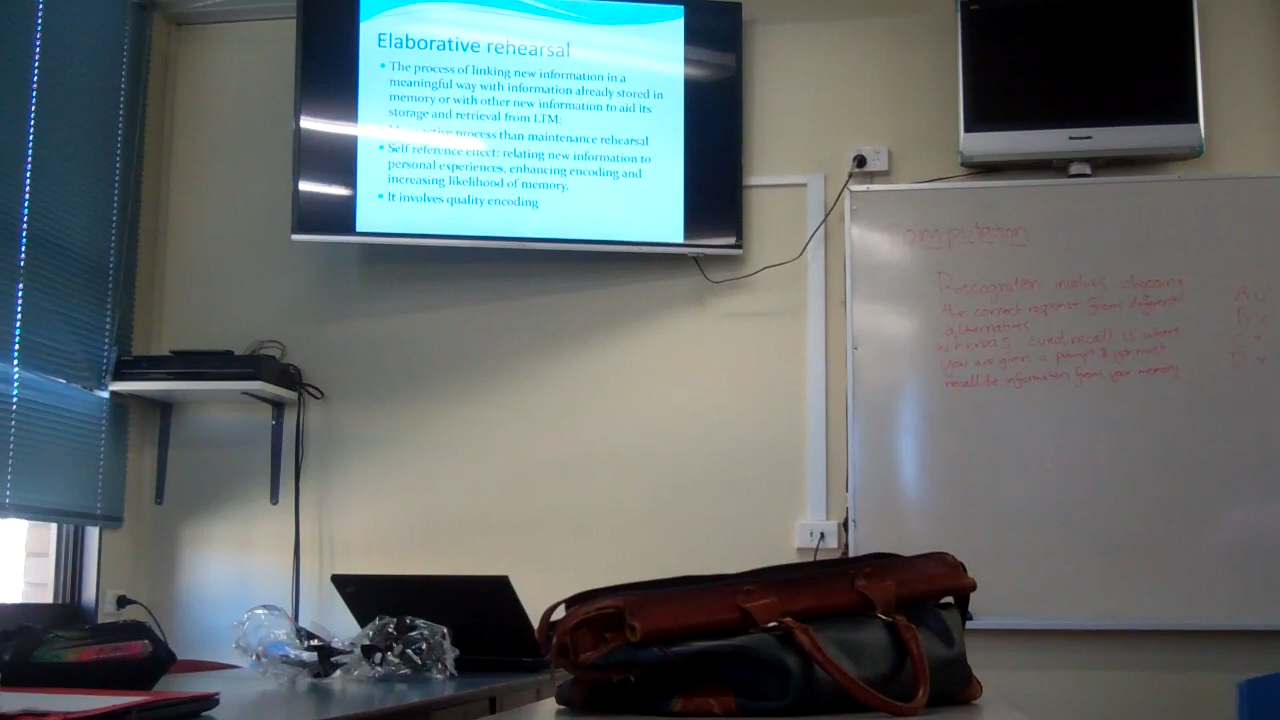 Elaborative rehearsal
• The process of linking new information in a
meaningful way with information already stored in
memory or with other new information to aid its
storage and retrieval from LTM:
process than maintenance rehearsal
• Self reference effect: relating new information to
personal experiences, enhancing encoding and
increasing likelihood of memory.
• It involves quality encoding
Panasonic
involves choosing
the correct response from different
alternatives
whereas cued recall is where
you are given a prompt & you must
recall the information from your memory